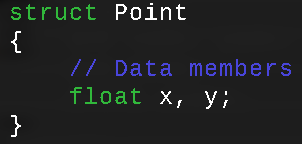 struct Point
{
    // Data members
    float x, y;
}